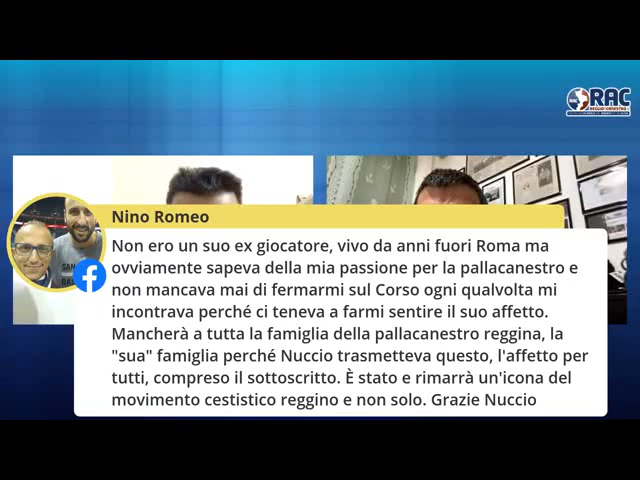 RAC
REGGIO A CANESTRO
Nino Romeo
Non ero un suo ex giocatore, vivo da anni fuori Roma ma
ovviamente sapeva della mia passione per la pallacanestro e
non mancava mai di fermarmi sul Corso ogni qualvolta mi
incontrava perché ci teneva a farmi sentire il suo affetto.
Mancherà a tutta la famiglia della pallacanestro reggina, la
"sua" famiglia perché Nuccio trasmetteva questo, l'affetto per
tutti, compreso il sottoscritto. È stato e rimarrà un'icona del
movimento cestistico reggino e non solo. Grazie Nuccio